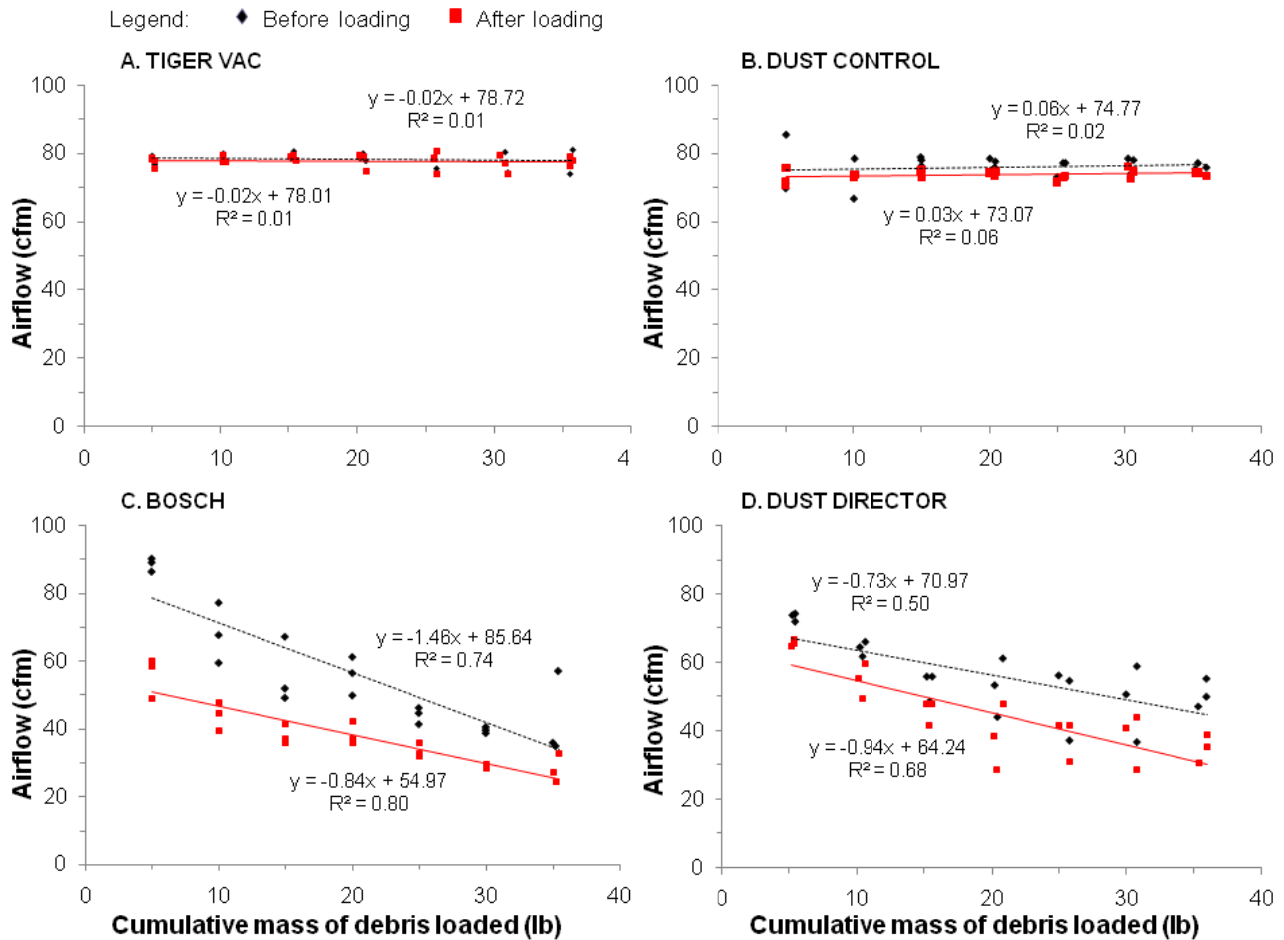 Legend: Before loading After loading
A. TIGER VAC
100
80
60
40
20
0
0 10 20 30 4
Airflow (cfm)
y = -0.02x + 78.72
R² = 0.01
y = -0.02x + 78.01
R² = 0.01
B. DUST CONTROL
100
80
60
40
20
0
0 10 20 30 40
Airflow (cfm)
y = 0.06x + 74.77
R² = 0.02
y = 0.03x + 73.07
R² = 0.06
C. BOSCH
100
80
60
40
20
0
0 10 20 30 40
Airflow (cfm)
y = -1.46x + 85.64
R² = 0.74
y = -0.84x + 54.97
R² = 0.80
Cumulative mass of debris loaded (lb)
D. DUST DIRECTOR
100
80
60
40
20
0
0 10 20 30 40
Airflow (cfm)
y = -0.73x + 70.97
R² = 0.50
y = -0.94x + 64.24
R² = 0.68
Cumulative mass of debris loaded (lb)